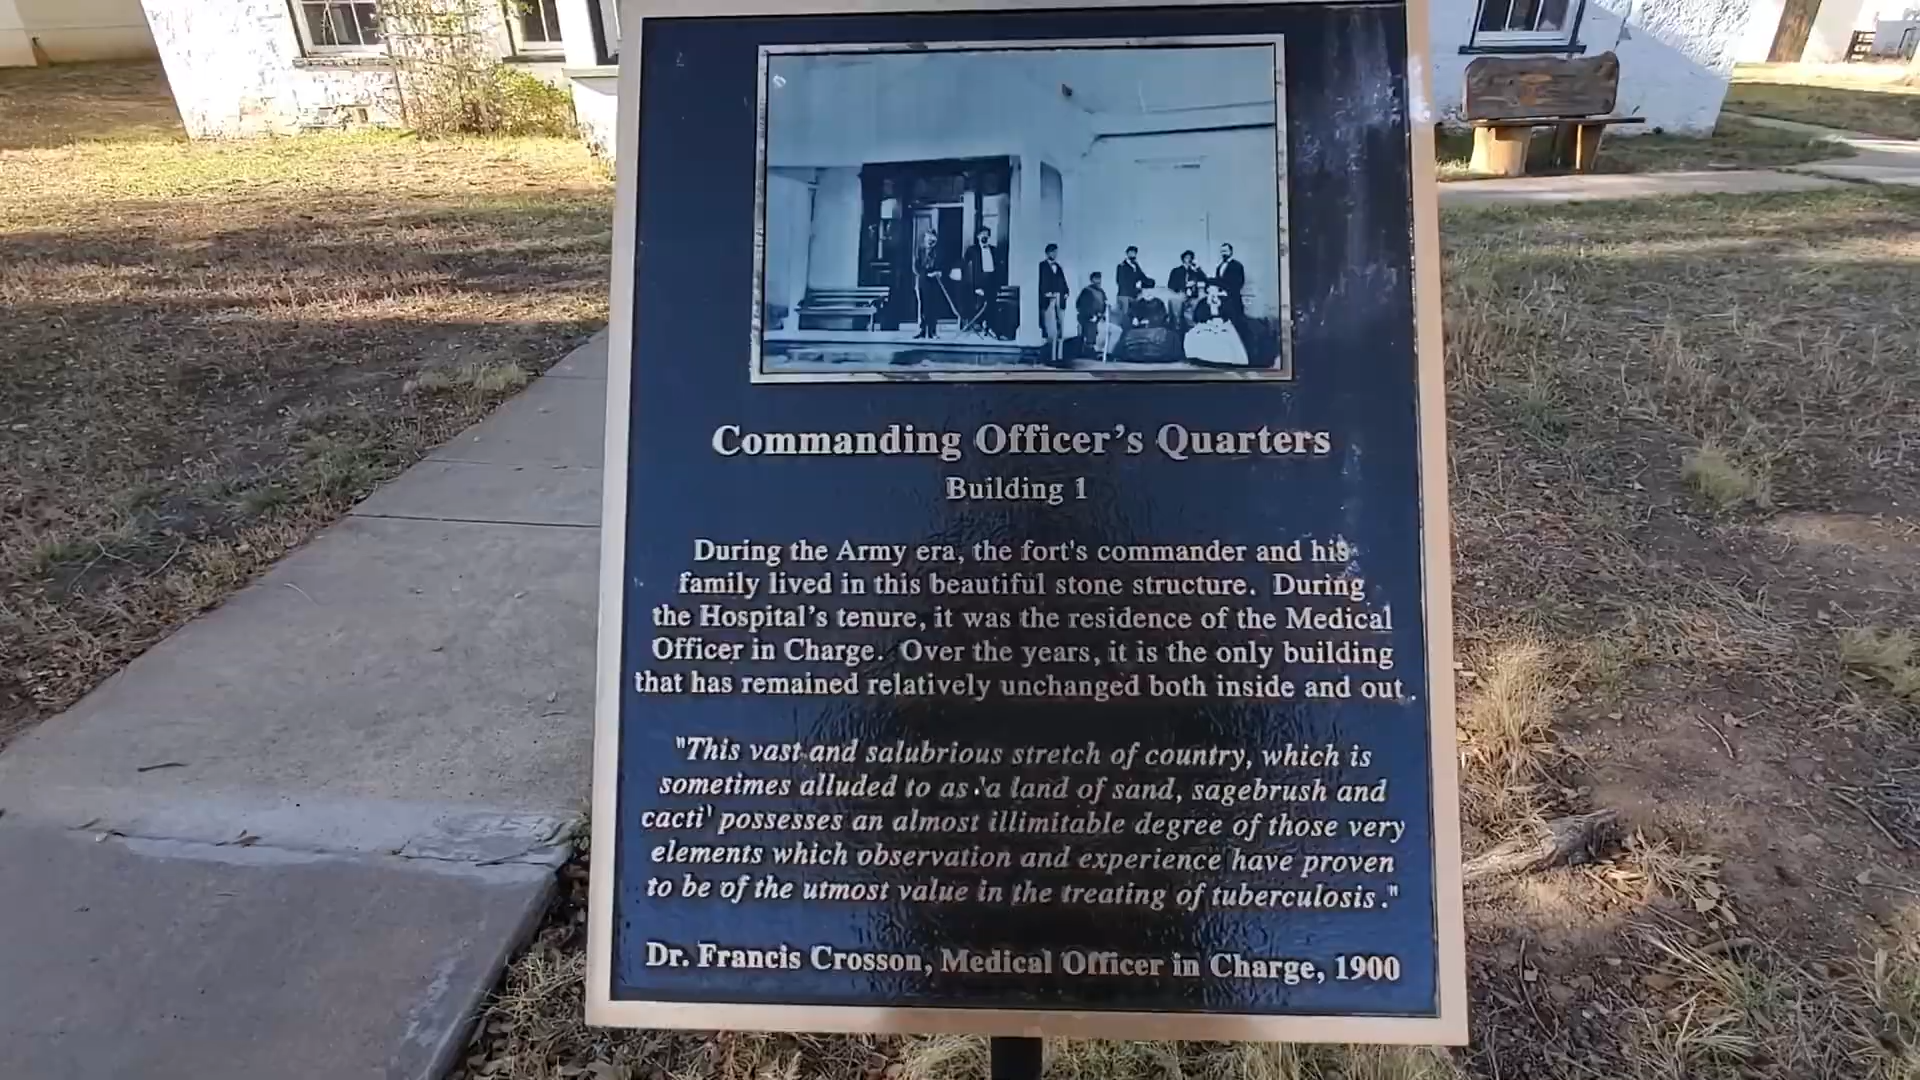 Commanding Officer's Quarters
Building 1
During the Army era, the fort's commander and his
family lived in this beautiful stone structure. During
the Hospital's tenure, it was the residence of the Medical
Officer in Charge. Over the years, it is the only building
that has remained relatively unchanged both inside and out.
"This vast and salubrious stretch of country, which is
sometimes alluded to as 'a land of sand, sagebrush and
cacti' possesses an almost illimitable degree of those very
elements which observation and experience have proven
to be of the utmost value in the treating of tuberculosis."
Dr. Francis Crosson, Medical Officer in Charge, 1900